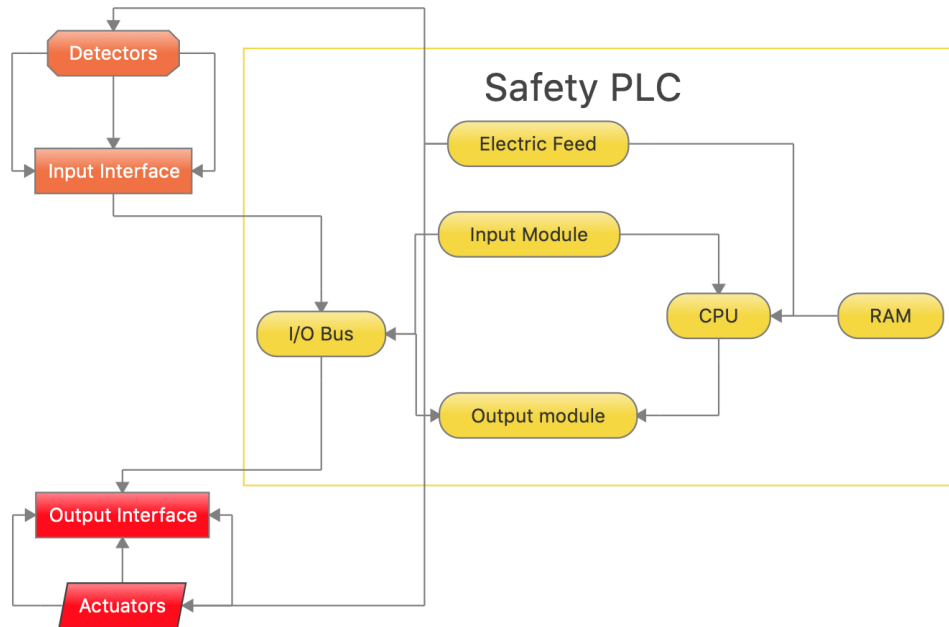 Detectors
Safety PLC
Electric Feed
Input Interface
Input Module
I/O Bus
CPU
RAM
Output module
Output Interface
Actuators